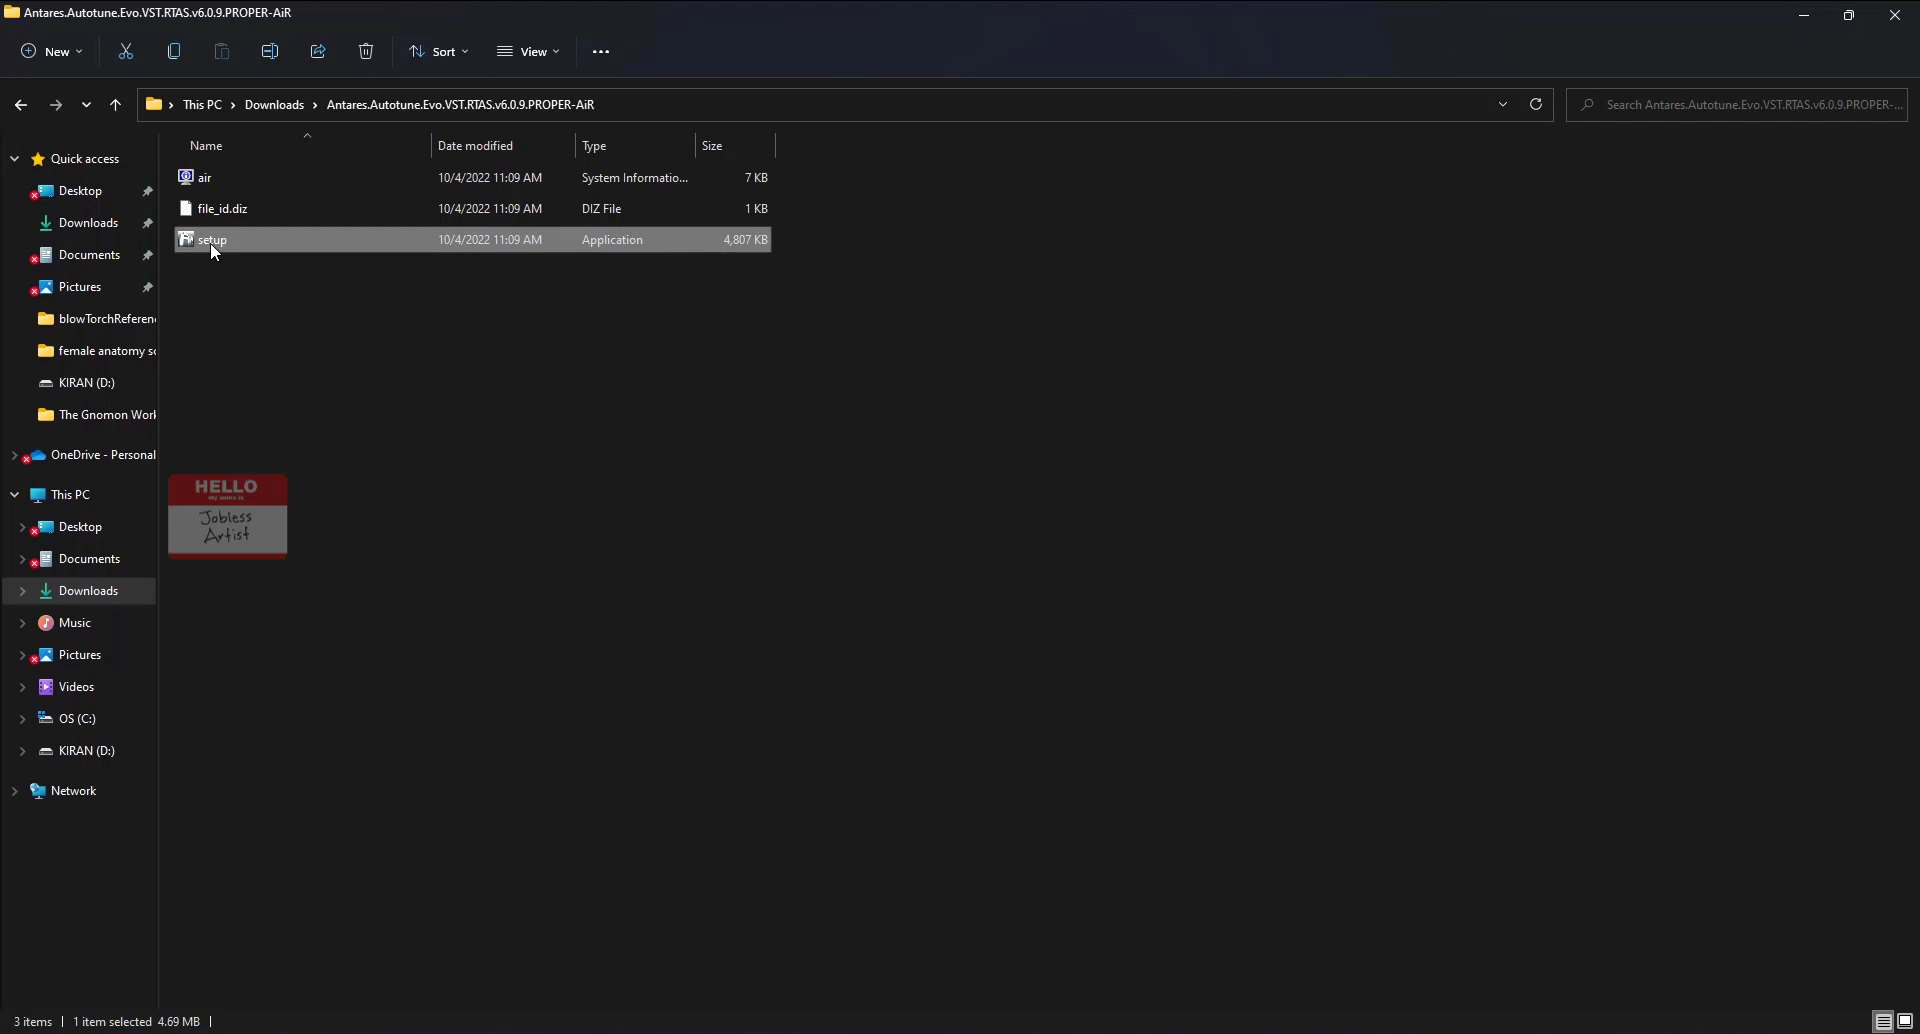 Antares.Autotune.Evo.VST.RTAS.v6.0.9.PROPER-AiR
New Sort View
This PC Downloads Antares.Autotune.Evo.VST.RTAS.v6.0.9.PROPER-AiR
Search Antares.Autotune.Evo.VST.RTAS.v6.0.9.PROPER-...
Name Date modified Type Size
air 10/4/2022 11:09 AM System Informatio... 7 KB
file_id.diz 10/4/2022 11:09 AM DIZ File 1 KB
setup 10/4/2022 11:09 AM Application 4,807 KB
Quick access
Desktop
Downloads
Documents
Pictures
blowTorchReferen
female anatomy sc
KIRAN (D:)
The Gnomon Work
OneDrive - Personal
This PC
Desktop
Documents
Downloads
Music
Pictures
Videos
OS (C:)
KIRAN (D:)
Network
HELLO
my name is
Jobless
Artist
3 items 1 item selected 4.69 MB